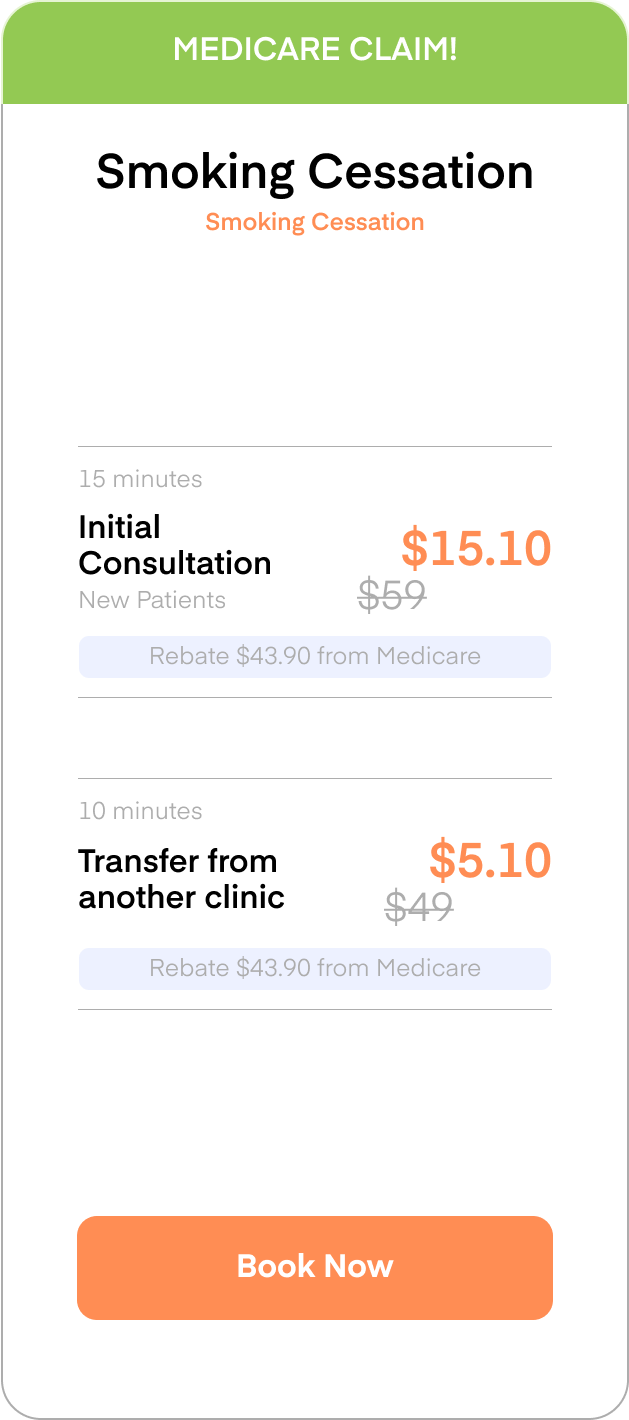 MEDICARE CLAIM!
Smoking Cessation
Smoking Cessation
15 minutes
Initial
Consultation
New Patients
$15.10
$59
Rebate $43.90 from Medicare
10 minutes
Transfer from
another clinic
$5.10
$49
Rebate $43.90 from Medicare
Book Now